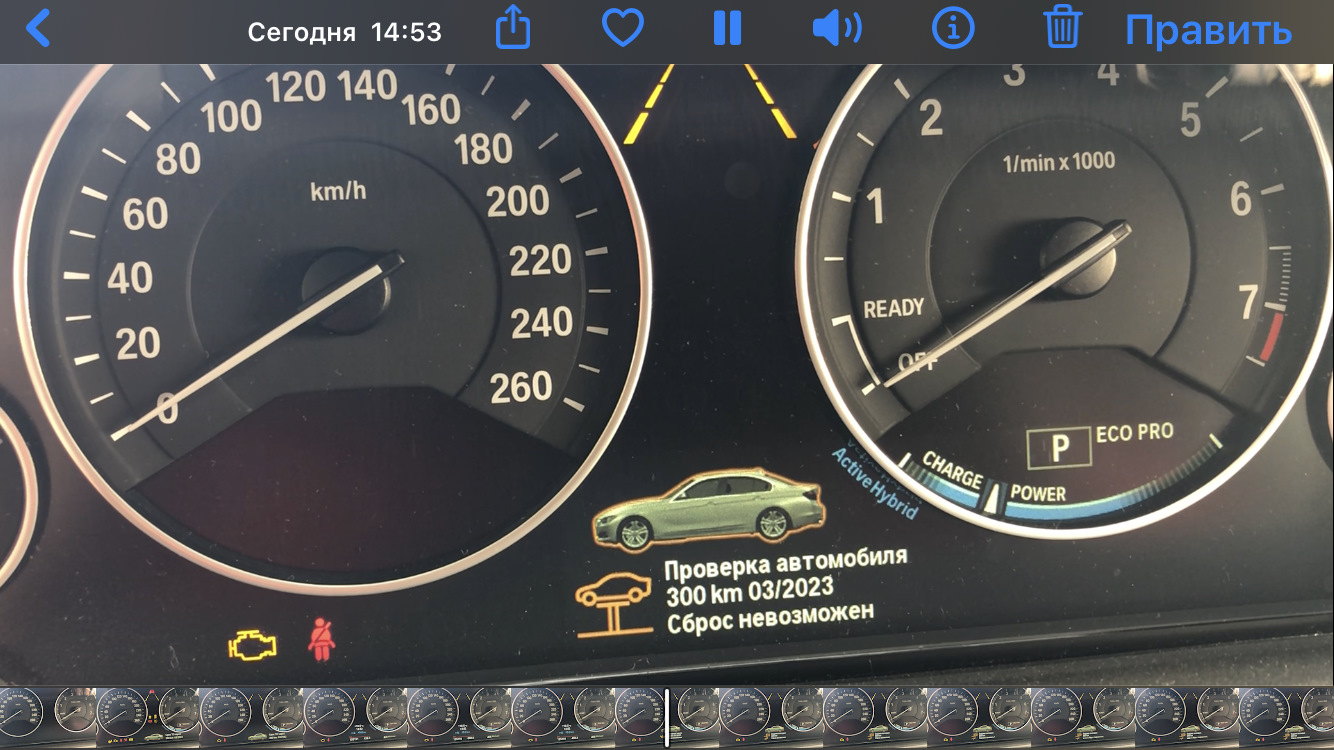 Сегодня 14:53
Править
120 140
100 160
80 180
km/h
60 200
40 220
20 240
0 260
3 4
2 5
1/min x 1000
1 6
READY 7
OFF
P ECO PRO
CHARGE POWER
ActiveHybrid
Проверка автомобиля
300 km 03/2023
Сброс невозможен